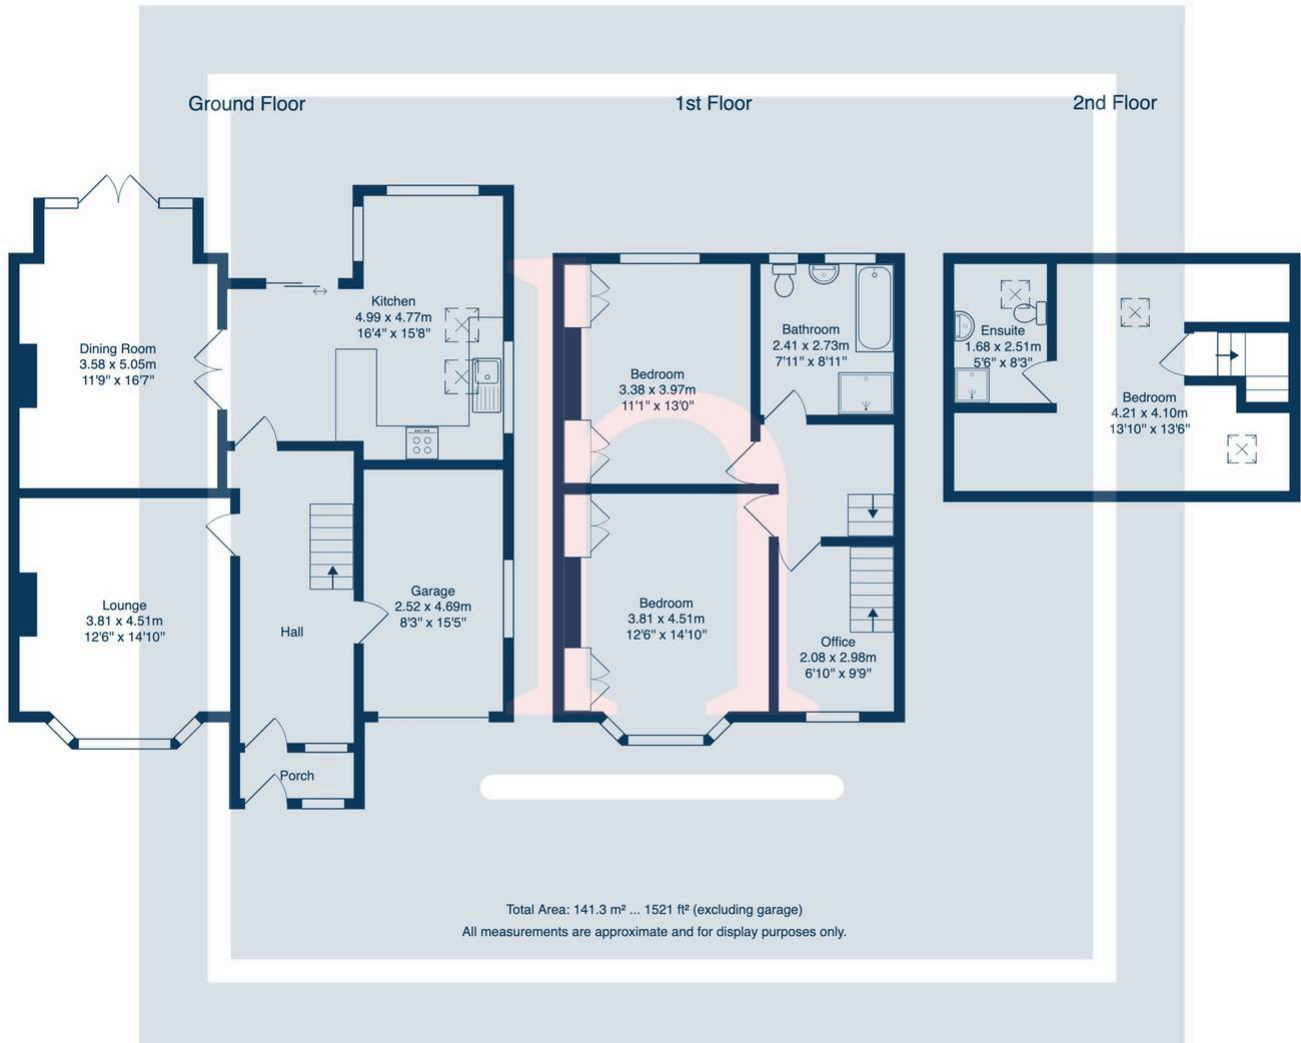 Ground Floor
1st Floor
2nd Floor
Kitchen
4.99 x 4.77m
16'4" x 15'8"
Dining Room
3.58 x 5.05m
11'9" x 16'7"
Lounge
3.81 x 4.51m
12'6" x 14'10"
Hall
Garage
2.52 x 4.69m
8'3" x 15'5"
Porch
Bedroom
3.38 x 3.97m
11'1" x 13'0"
Bathroom
2.41 x 2.73m
7'11" x 8'11"
Bedroom
3.81 x 4.51m
12'6" x 14'10"
Office
2.08 x 2.98m
6'10" x 9'9"
Ensuite
1.68 x 2.51m
5'6" x 8'3"
Bedroom
4.21 x 4.10m
13'10" x 13'6"
Total Area: 141.3 m² ... 1521 ft² (excluding garage)
All measurements are approximate and for display purposes only.